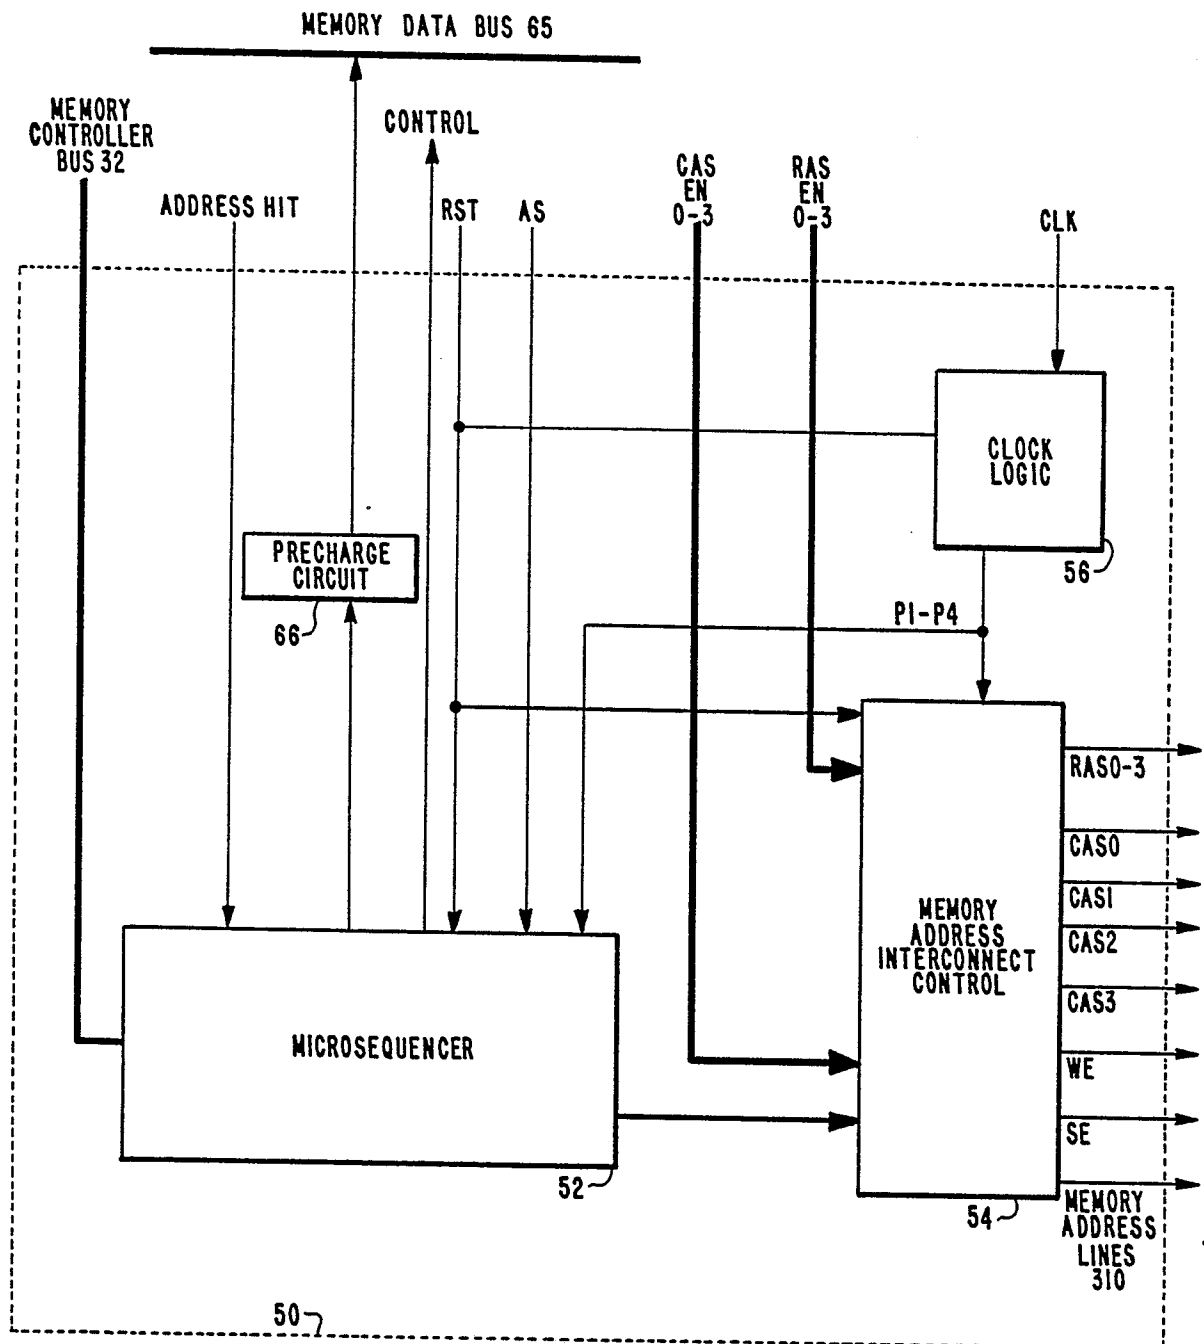 MEMORY DATA BUS 65
MEMORY
CONTROLLER
BUS 32
CONTROL
ADDRESS HIT
RST
AS
CAS
EN
0-3
RAS
EN
0-3
CLK
CLOCK
LOGIC
56
PRECHARGE
CIRCUIT
66
P1-P4
RAS0-3
CAS0
CAS1
CAS2
CAS3
WE
SE
MEMORY
ADDRESS
LINES
310
MEMORY
ADDRESS
INTERCONNECT
CONTROL
54
MICROSEQUENCER
52
50